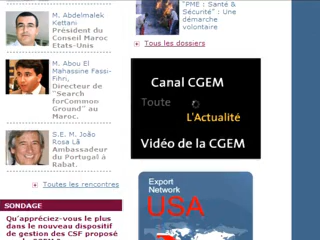 M. Abdelmalek
Kettani
Président du
Conseil Maroc
Etats-Unis
M. Abou El
Mahassine Fassi-
Fihri,
Directeur de
"Search
forCommon
Ground" au
Maroc.
S.E. M. João
Rosa Lã
Ambassadeur
du Portugal à
Rabat.
Toutes les rencontres
SONDAGE
Qu'appréciez-vous le plus
dans le nouveau dispositif
de gestion des CSF proposé
"PME : Santé &
Sécurité" : Une
démarche
volontaire
Tous les dossiers
Canal CGEM
Toute
L'Actualité
Vidéo de la CGEM
Export
Network
USA